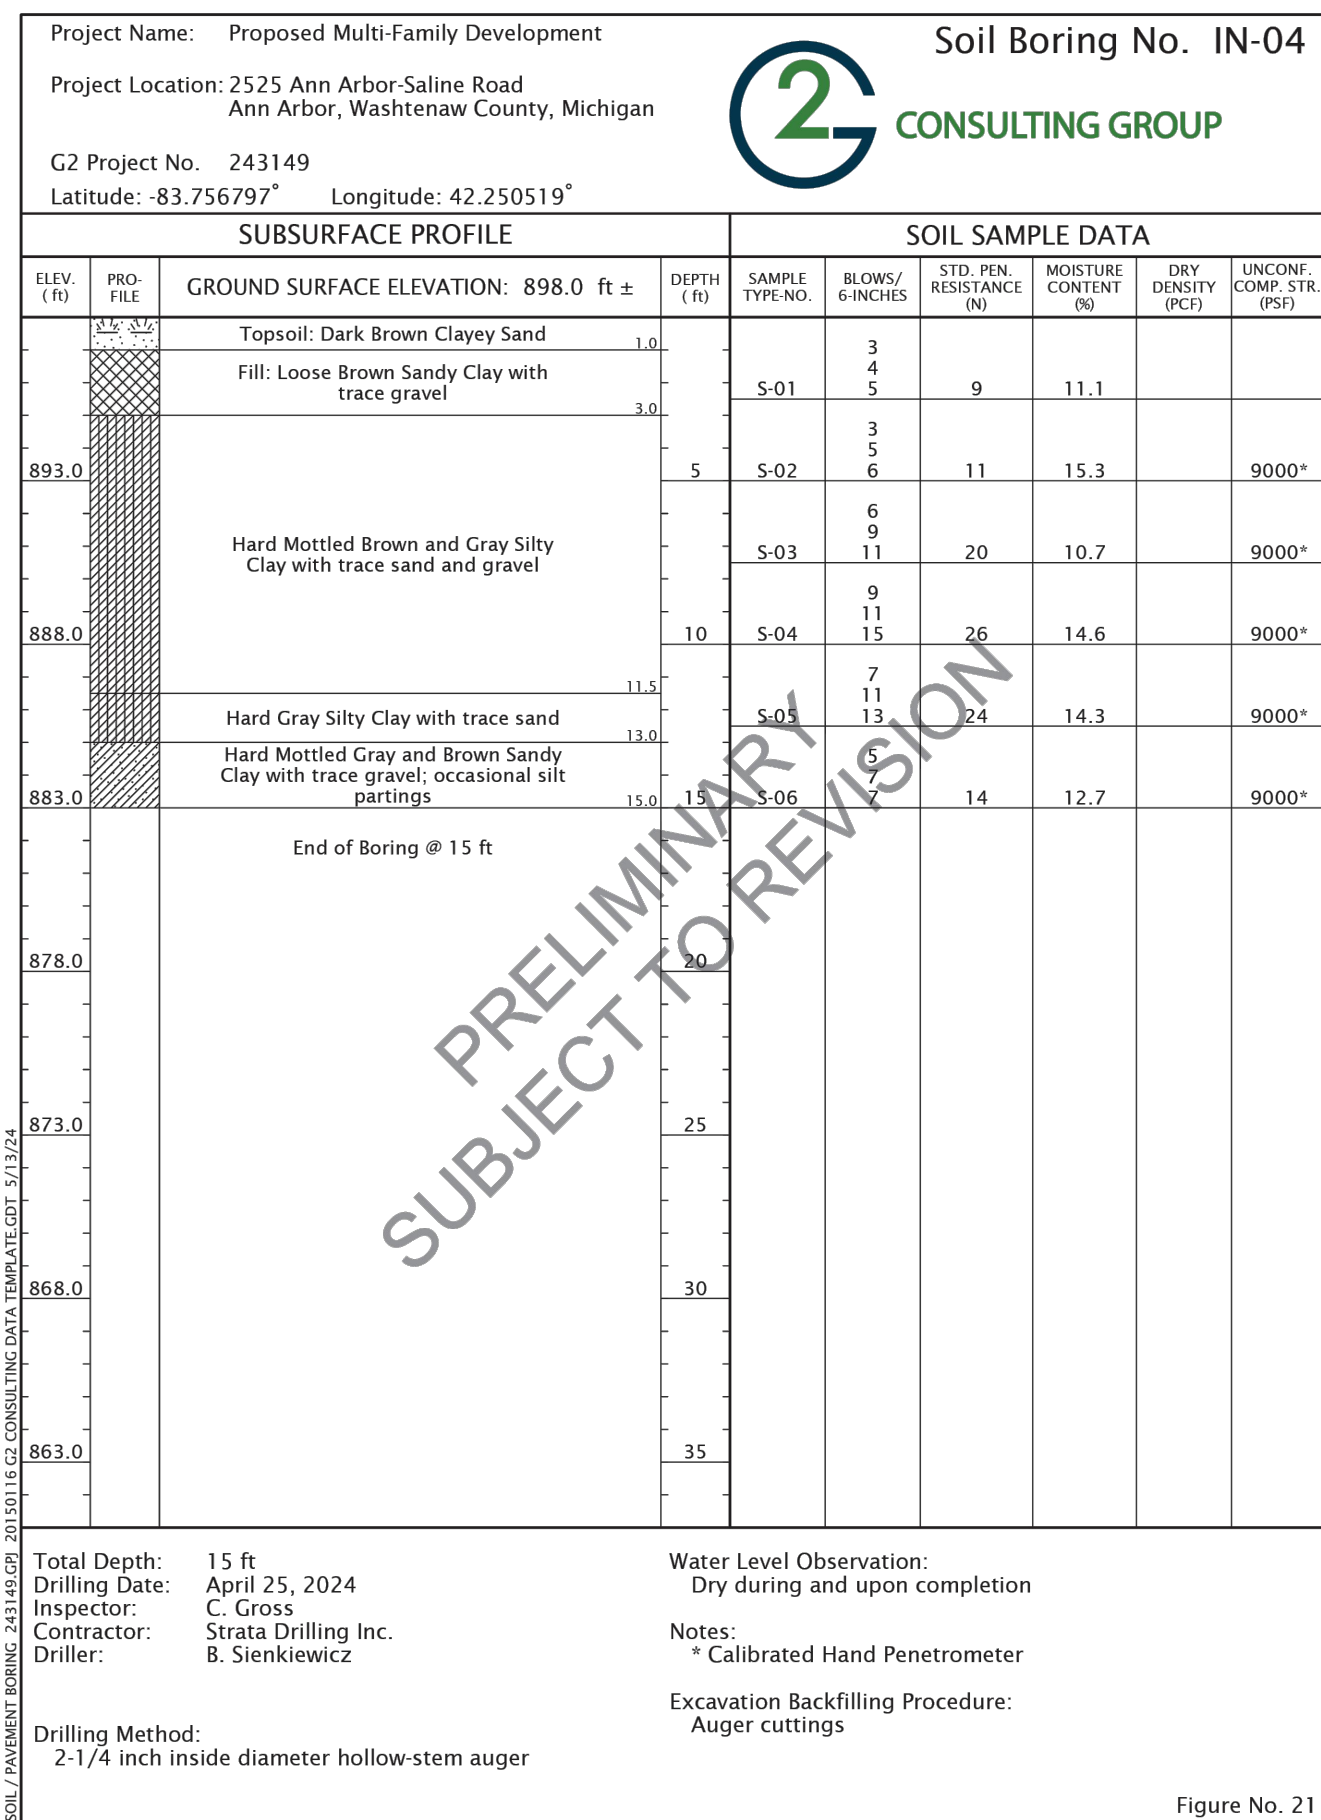 Project Name: Proposed Multi-Family Development
Project Location: 2525 Ann Arbor-Saline Road
Ann Arbor, Washtenaw County, Michigan
G2 Project No. 243149
Latitude: -83.756797° Longitude: 42.250519°
Soil Boring No. IN-04
G2 CONSULTING GROUP
SUBSURFACE PROFILE
SOIL SAMPLE DATA
ELEV. ( ft)
PRO-FILE
GROUND SURFACE ELEVATION: 898.0 ft ±
DEPTH ( ft)
SAMPLE TYPE-NO.
BLOWS/ 6-INCHES
STD. PEN. RESISTANCE (N)
MOISTURE CONTENT (%)
DRY DENSITY (PCF)
UNCONF. COMP. STR. (PSF)
Topsoil: Dark Brown Clayey Sand
1.0
Fill: Loose Brown Sandy Clay with
trace gravel
3.0
3
4
S-01 5 9 11.1
3
5
893.0 5 S-02 6 11 15.3 9000*
Hard Mottled Brown and Gray Silty
Clay with trace sand and gravel
6
9
S-03 11 20 10.7 9000*
9
11
888.0 10 S-04 15 26 14.6 9000*
11.5
7
11
Hard Gray Silty Clay with trace sand
S-05 13 24 14.3 9000*
13.0
Hard Mottled Gray and Brown Sandy
Clay with trace gravel; occasional silt
partings
5
7
883.0 15.0 15 S-06 7 14 12.7 9000*
End of Boring @ 15 ft
878.0 20
873.0 25
868.0 30
863.0 35
PRELIMINARY
SUBJECT TO REVISION
Total Depth: 15 ft
Drilling Date: April 25, 2024
Inspector: C. Gross
Contractor: Strata Drilling Inc.
Driller: B. Sienkiewicz
Drilling Method:
2-1/4 inch inside diameter hollow-stem auger
Water Level Observation:
Dry during and upon completion
Notes:
* Calibrated Hand Penetrometer
Excavation Backfilling Procedure:
Auger cuttings
Figure No. 21
SOIL / PAVEMENT BORING 243149.GPJ 20150116 G2 CONSULTING DATA TEMPLATE.GDT 5/13/24